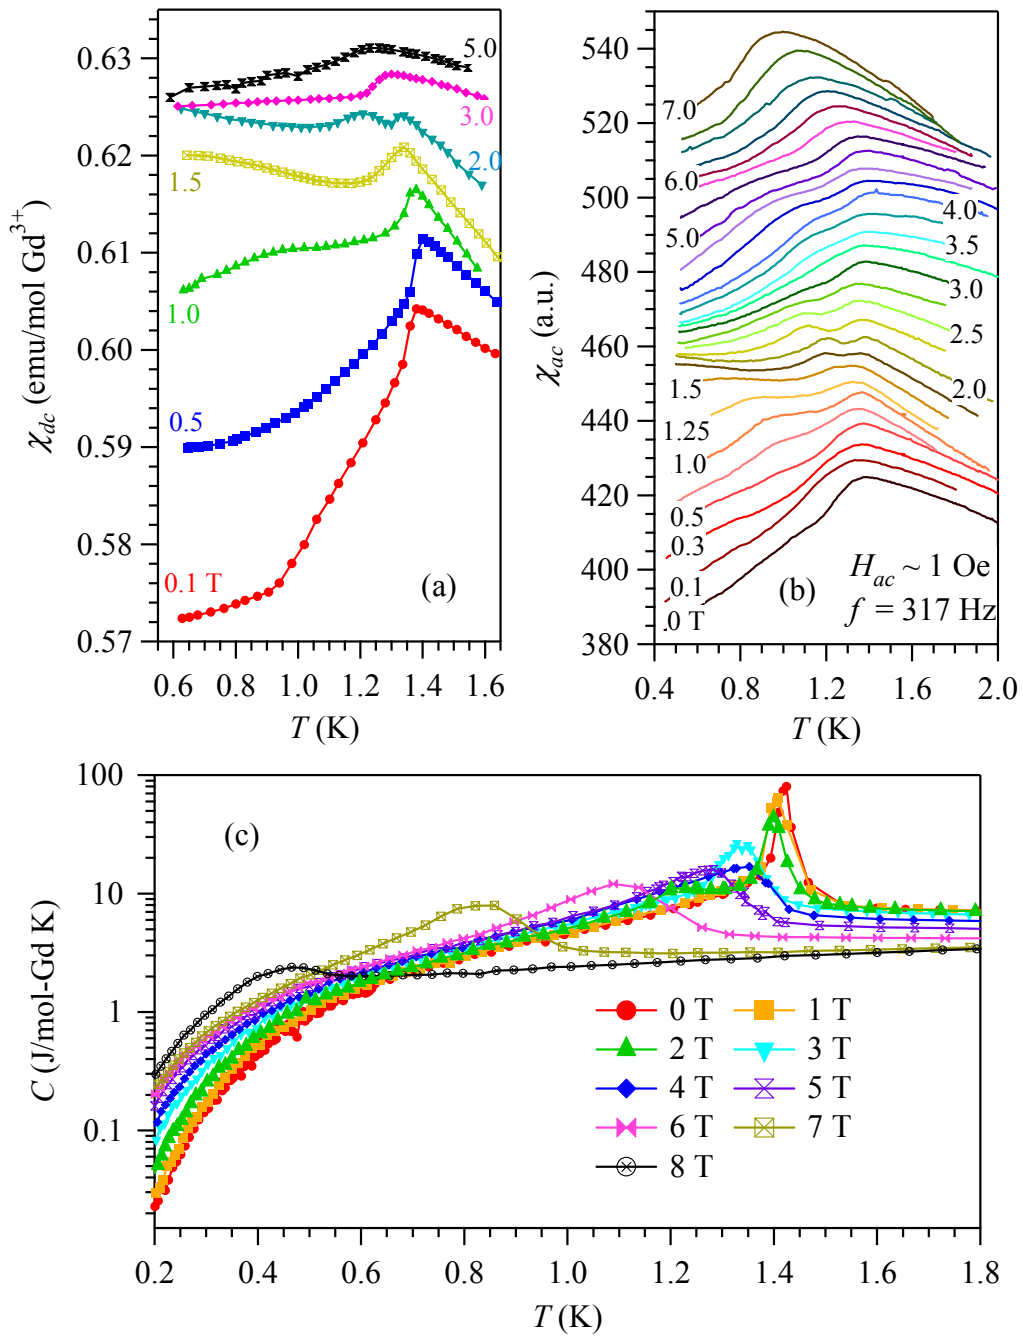 (a)
0.63
0.62
0.61
0.60
0.59
0.58
0.57
χdc (emu/mol Gd3+)
5.0
3.0
2.0
1.5
1.0
0.5
0.1 T
0.6 0.8 1.0 1.2 1.4 1.6
T (K)
540
520
500
480
460
440
420
400
380
χac (a.u.)
7.0
6.0
5.0
4.0
3.5
3.0
2.5
2.0
1.5
1.25
1.0
0.5
0.3
0.1
0 T
(b)
Hac ~ 1 Oe
f = 317 Hz
0.4 0.8 1.2 1.6 2.0
T (K)
100
10
1
0.1
C (J/mol-Gd K)
(c)
0 T 1 T
2 T 3 T
4 T 5 T
6 T 7 T
8 T
0.2 0.4 0.6 0.8 1.0 1.2 1.4 1.6 1.8
T (K)